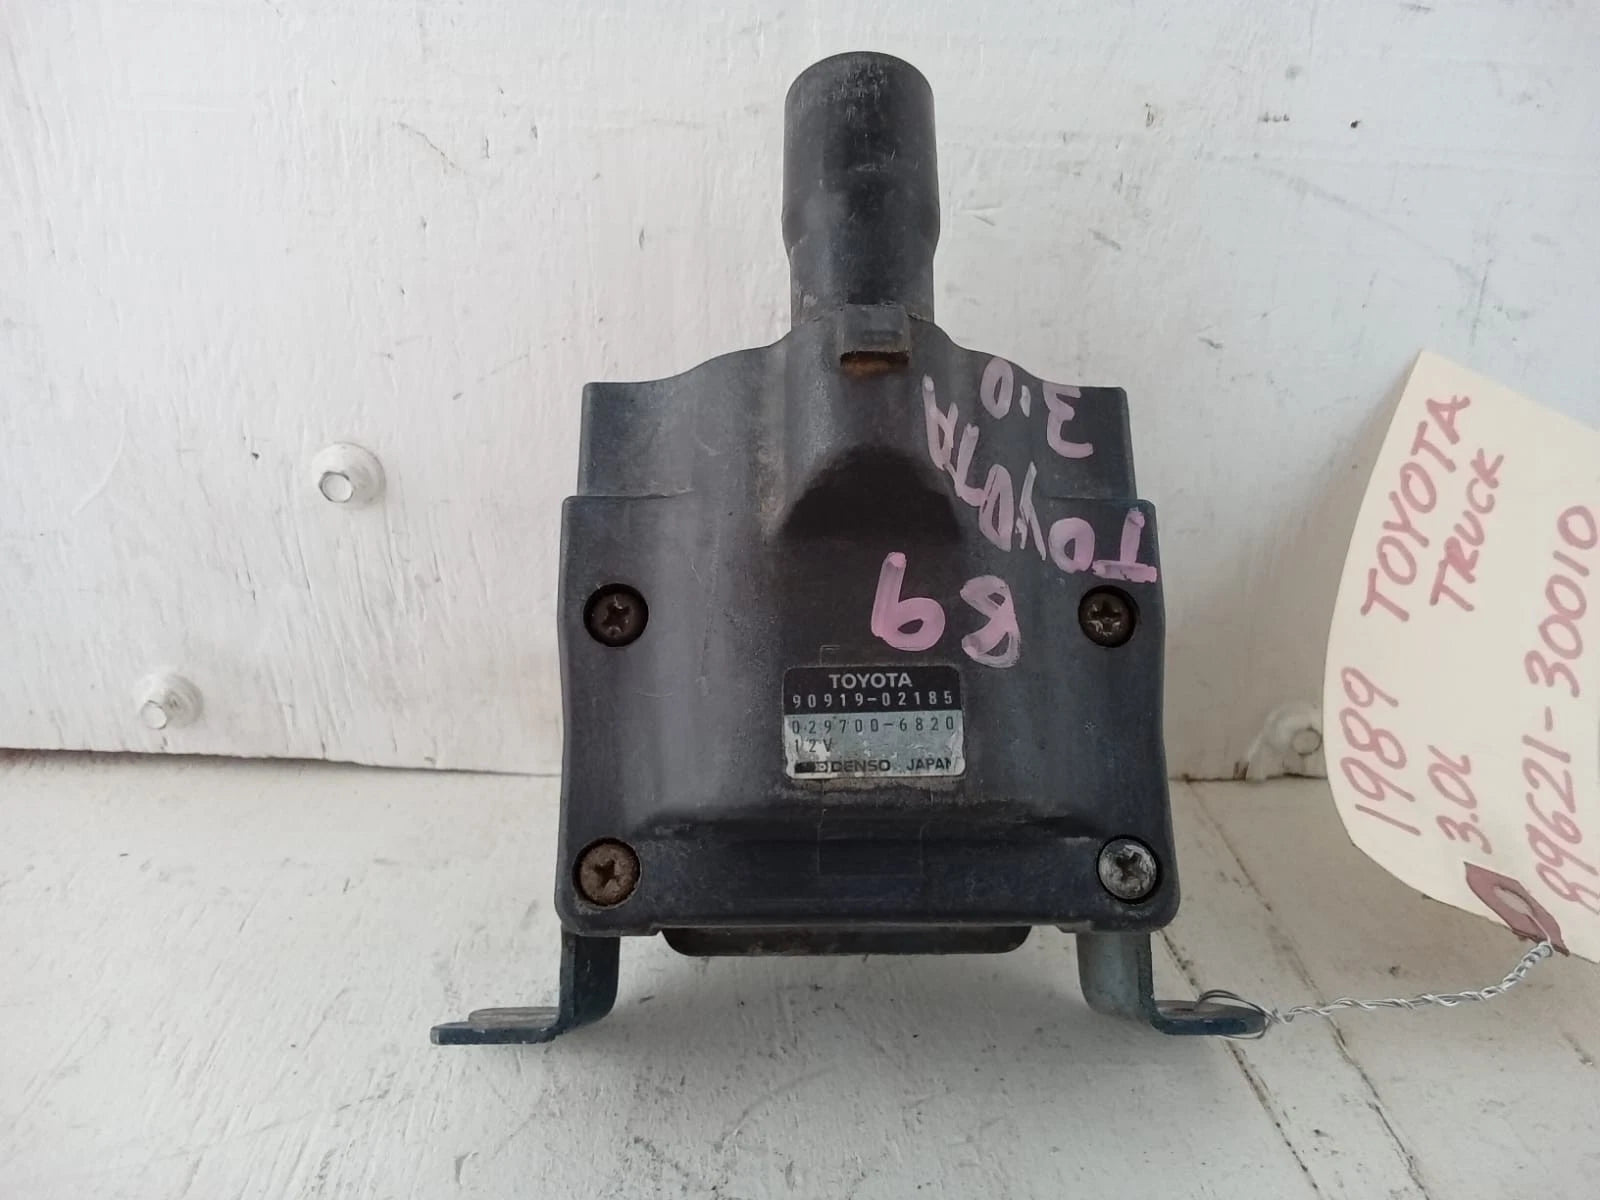 3.0
TOYOTA
89
TOYOTA
90919-02185
029700-6820
12V
DENSO JAPAN
1989 TOYOTA
3.0L TRUCK
89621-30010